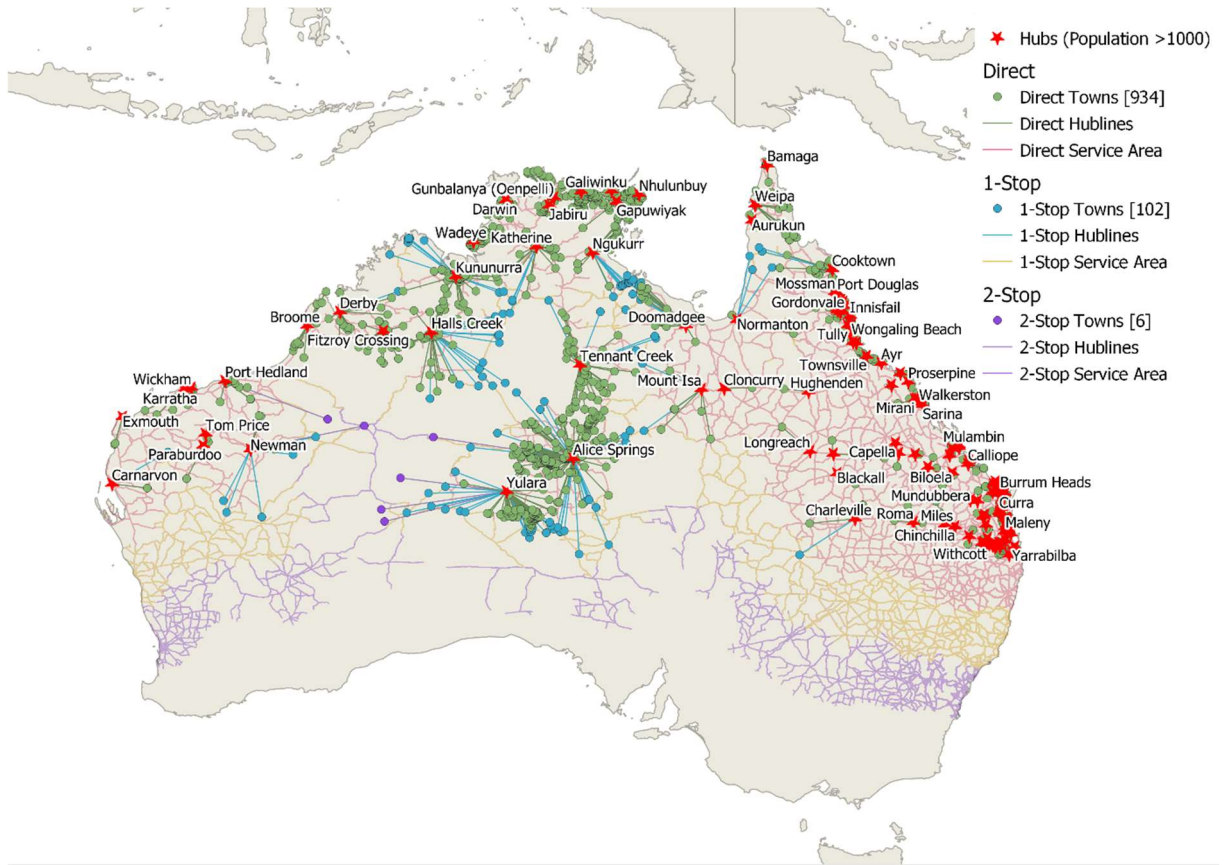 Hubs (Population >1000)
Direct
Direct Towns [934]
Direct Hublines
Direct Service Area
1-Stop
1-Stop Towns [102]
1-Stop Hublines
1-Stop Service Area
2-Stop
2-Stop Towns [6]
2-Stop Hublines
2-Stop Service Area
Bamaga
Gunbalanya (Oenpelli)
Galiwinku
Nhulunbuy
Weipa
Darwin
Jabiru
Gapuwiyak
Aurukun
Wadeye
Katherine
Ngukurr
Cooktown
Kununurra
Mossman
Port Douglas
Derby
Gordonvale
Innisfail
Broome
Halls Creek
Doomadgee
Normanton
Wongaling Beach
Fitzroy Crossing
Tully
Tennant Creek
Townsville
Ayr
Port Hedland
Wickham
Mount Isa
Cloncurry
Hughenden
Proserpine
Karratha
Walkerston
Mirani
Sarina
Exmouth
Tom Price
Newman
Mulambin
Paraburdoo
Alice Springs
Longreach
Capella
Calliope
Carnarvon
Yulara
Blackall
Biloela
Burrum Heads
Mundubbera
Curra
Charleville
Roma
Miles
Maleny
Chinchilla
Withcott
Yarrabilba